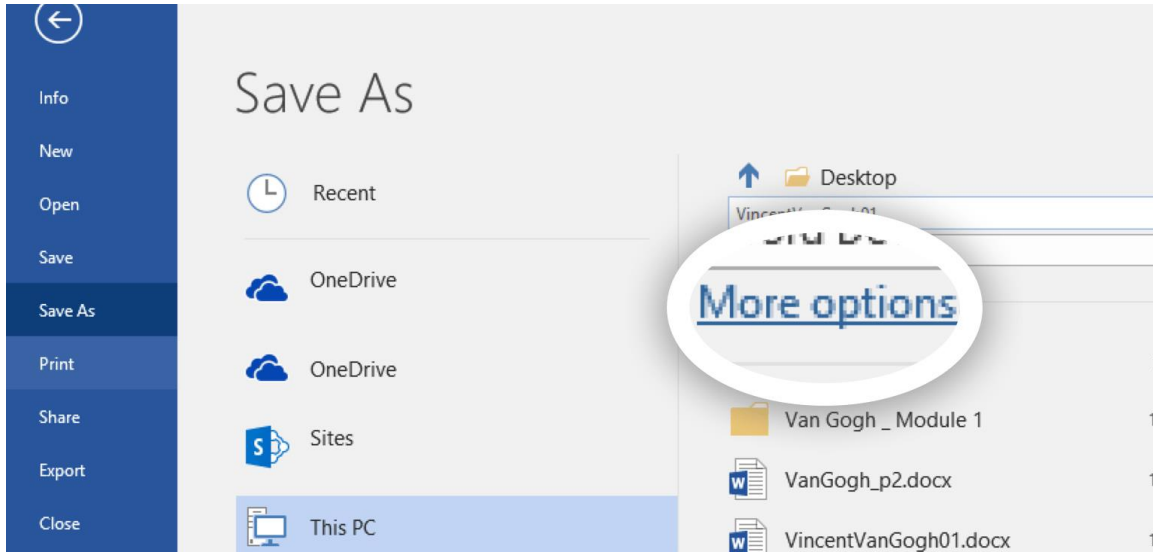 Save As
Info
New
Open
Save
Save As
Print
Share
Export
Close
Recent
OneDrive
OneDrive
Sites
This PC
Desktop
More options
Van Gogh _ Module 1
VanGogh_p2.docx
VincentVanGogh01.docx